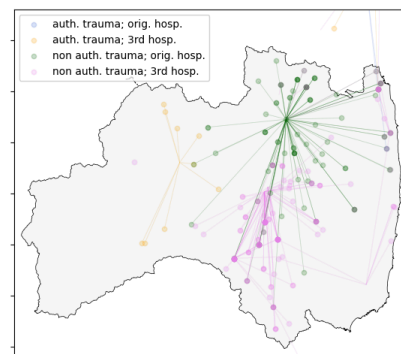 auth. trauma; orig. hosp.
auth. trauma; 3rd hosp.
non auth. trauma; orig. hosp.
non auth. trauma; 3rd hosp.